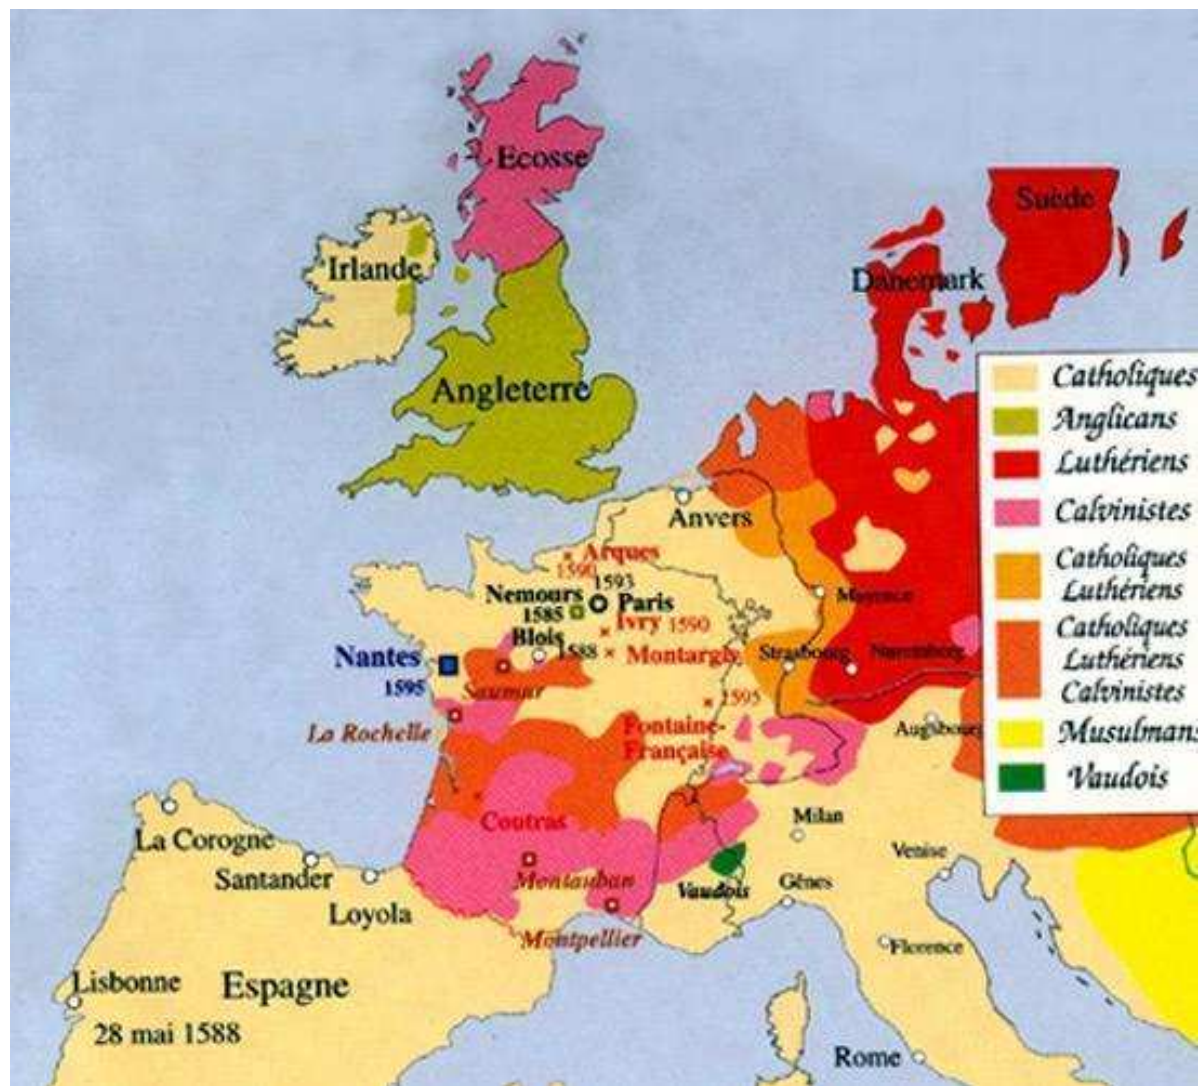 Ecosse
Suède
Irlande
Danemark
Angleterre
Catholiques
Anglicans
Luthériens
Calvinistes
Catholiques
Luthériens
Catholiques
Luthériens
Calvinistes
Musulmans
Vaudois
Anvers
Arques
1590
1593
Nemours
1585
Paris
Ivry 1590
Blois
1588
Montargis
Nantes
1595
Saumur
Mayence
Strasbourg
Nuremberg
1595
La Rochelle
Fontaine-
Française
Augsbourg
La Corogne
Coutras
Milan
Santander
Montauban
Vaudois
Gênes
Venise
Loyola
Montpellier
Florence
Lisbonne
Espagne
28 mai 1588
Rome